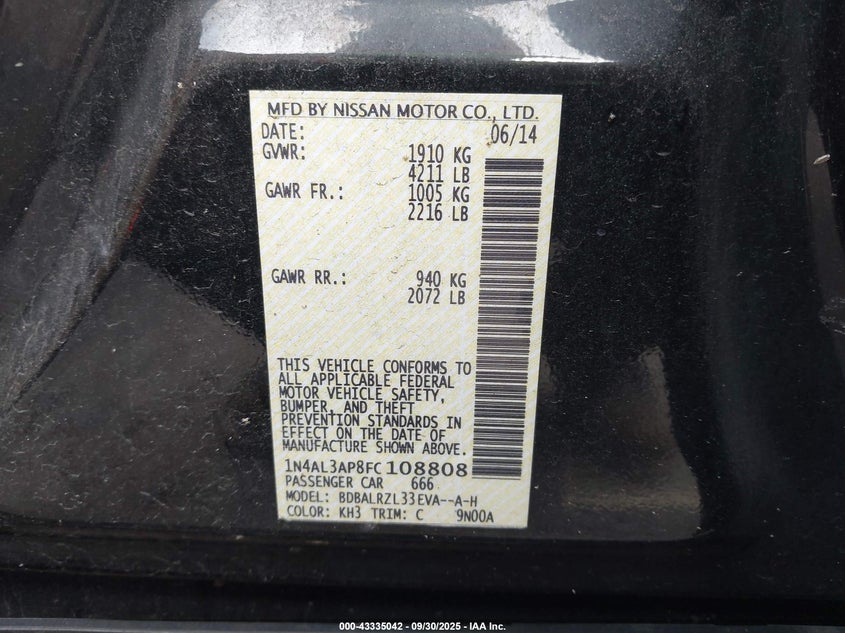 MFD BY NISSAN MOTOR CO., LTD.
DATE: 06/14
GVWR: 1910 KG
4211 LB
GAWR FR.: 1005 KG
2216 LB
GAWR RR.: 940 KG
2072 LB
THIS VEHICLE CONFORMS TO
ALL APPLICABLE FEDERAL
MOTOR VEHICLE SAFETY,
BUMPER, AND THEFT
PREVENTION STANDARDS IN
EFFECT ON THE DATE OF
MANUFACTURE SHOWN ABOVE.
1N4AL3AP8FC108808
PASSENGER CAR 666
MODEL: BDBALRZL33EVA--A-H
COLOR: KH3 TRIM: C 9N00A
000-43335042 - 09/30/2025 - IAA Inc.